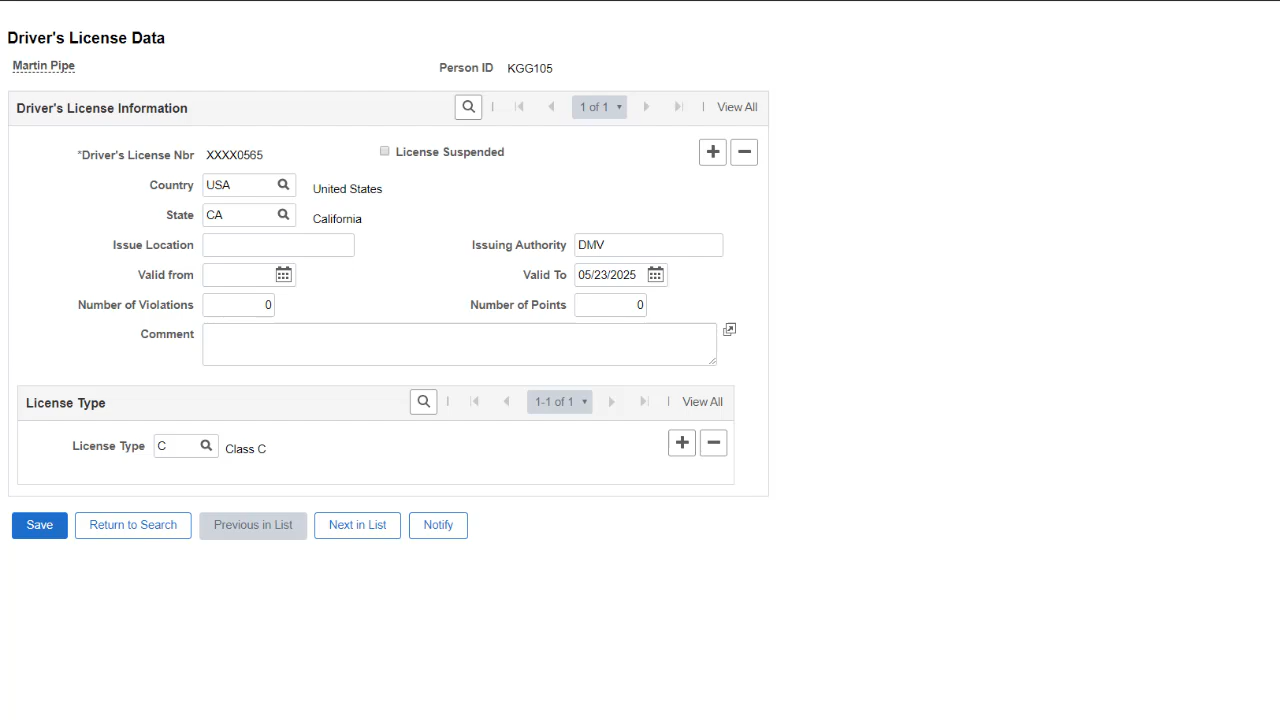 Driver's License Data
Martin Pipe Person ID KGG105
Driver's License Information 1 of 1 View All
*Driver's License Nbr XXXX0565 License Suspended
Country USA United States
State CA California
Issue Location Issuing Authority DMV
Valid from Valid To 05/23/2025
Number of Violations 0 Number of Points 0
Comment
License Type 1-1 of 1 View All
License Type C Class C
Save Return to Search Previous in List Next in List Notify